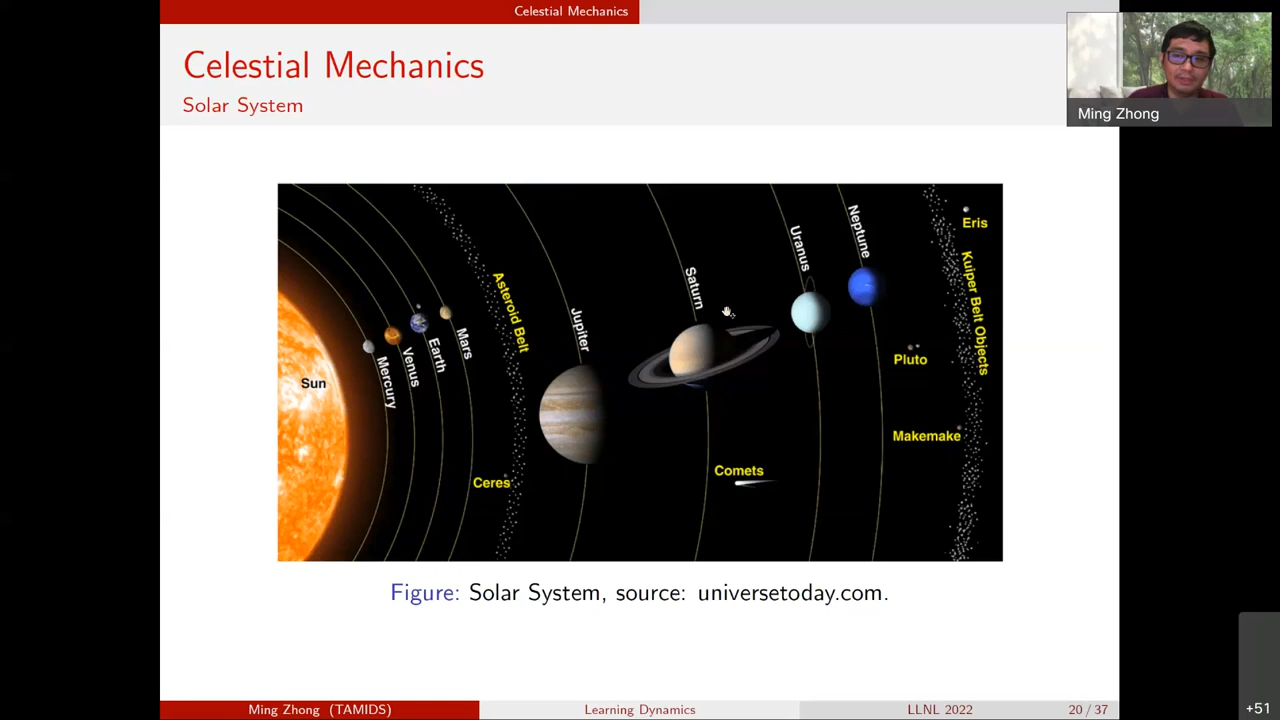 Celestial Mechanics
Celestial Mechanics
Solar System
Ming Zhong
Sun
Mercury
Venus
Earth
Mars
Asteroid Belt
Ceres
Jupiter
Saturn
Comets
Uranus
Neptune
Eris
Kuiper Belt Objects
Pluto
Makemake
Figure: Solar System, source: universetoday.com.
Ming Zhong (TAMIDS)
Learning Dynamics
LLNL 2022
20 / 37
+51